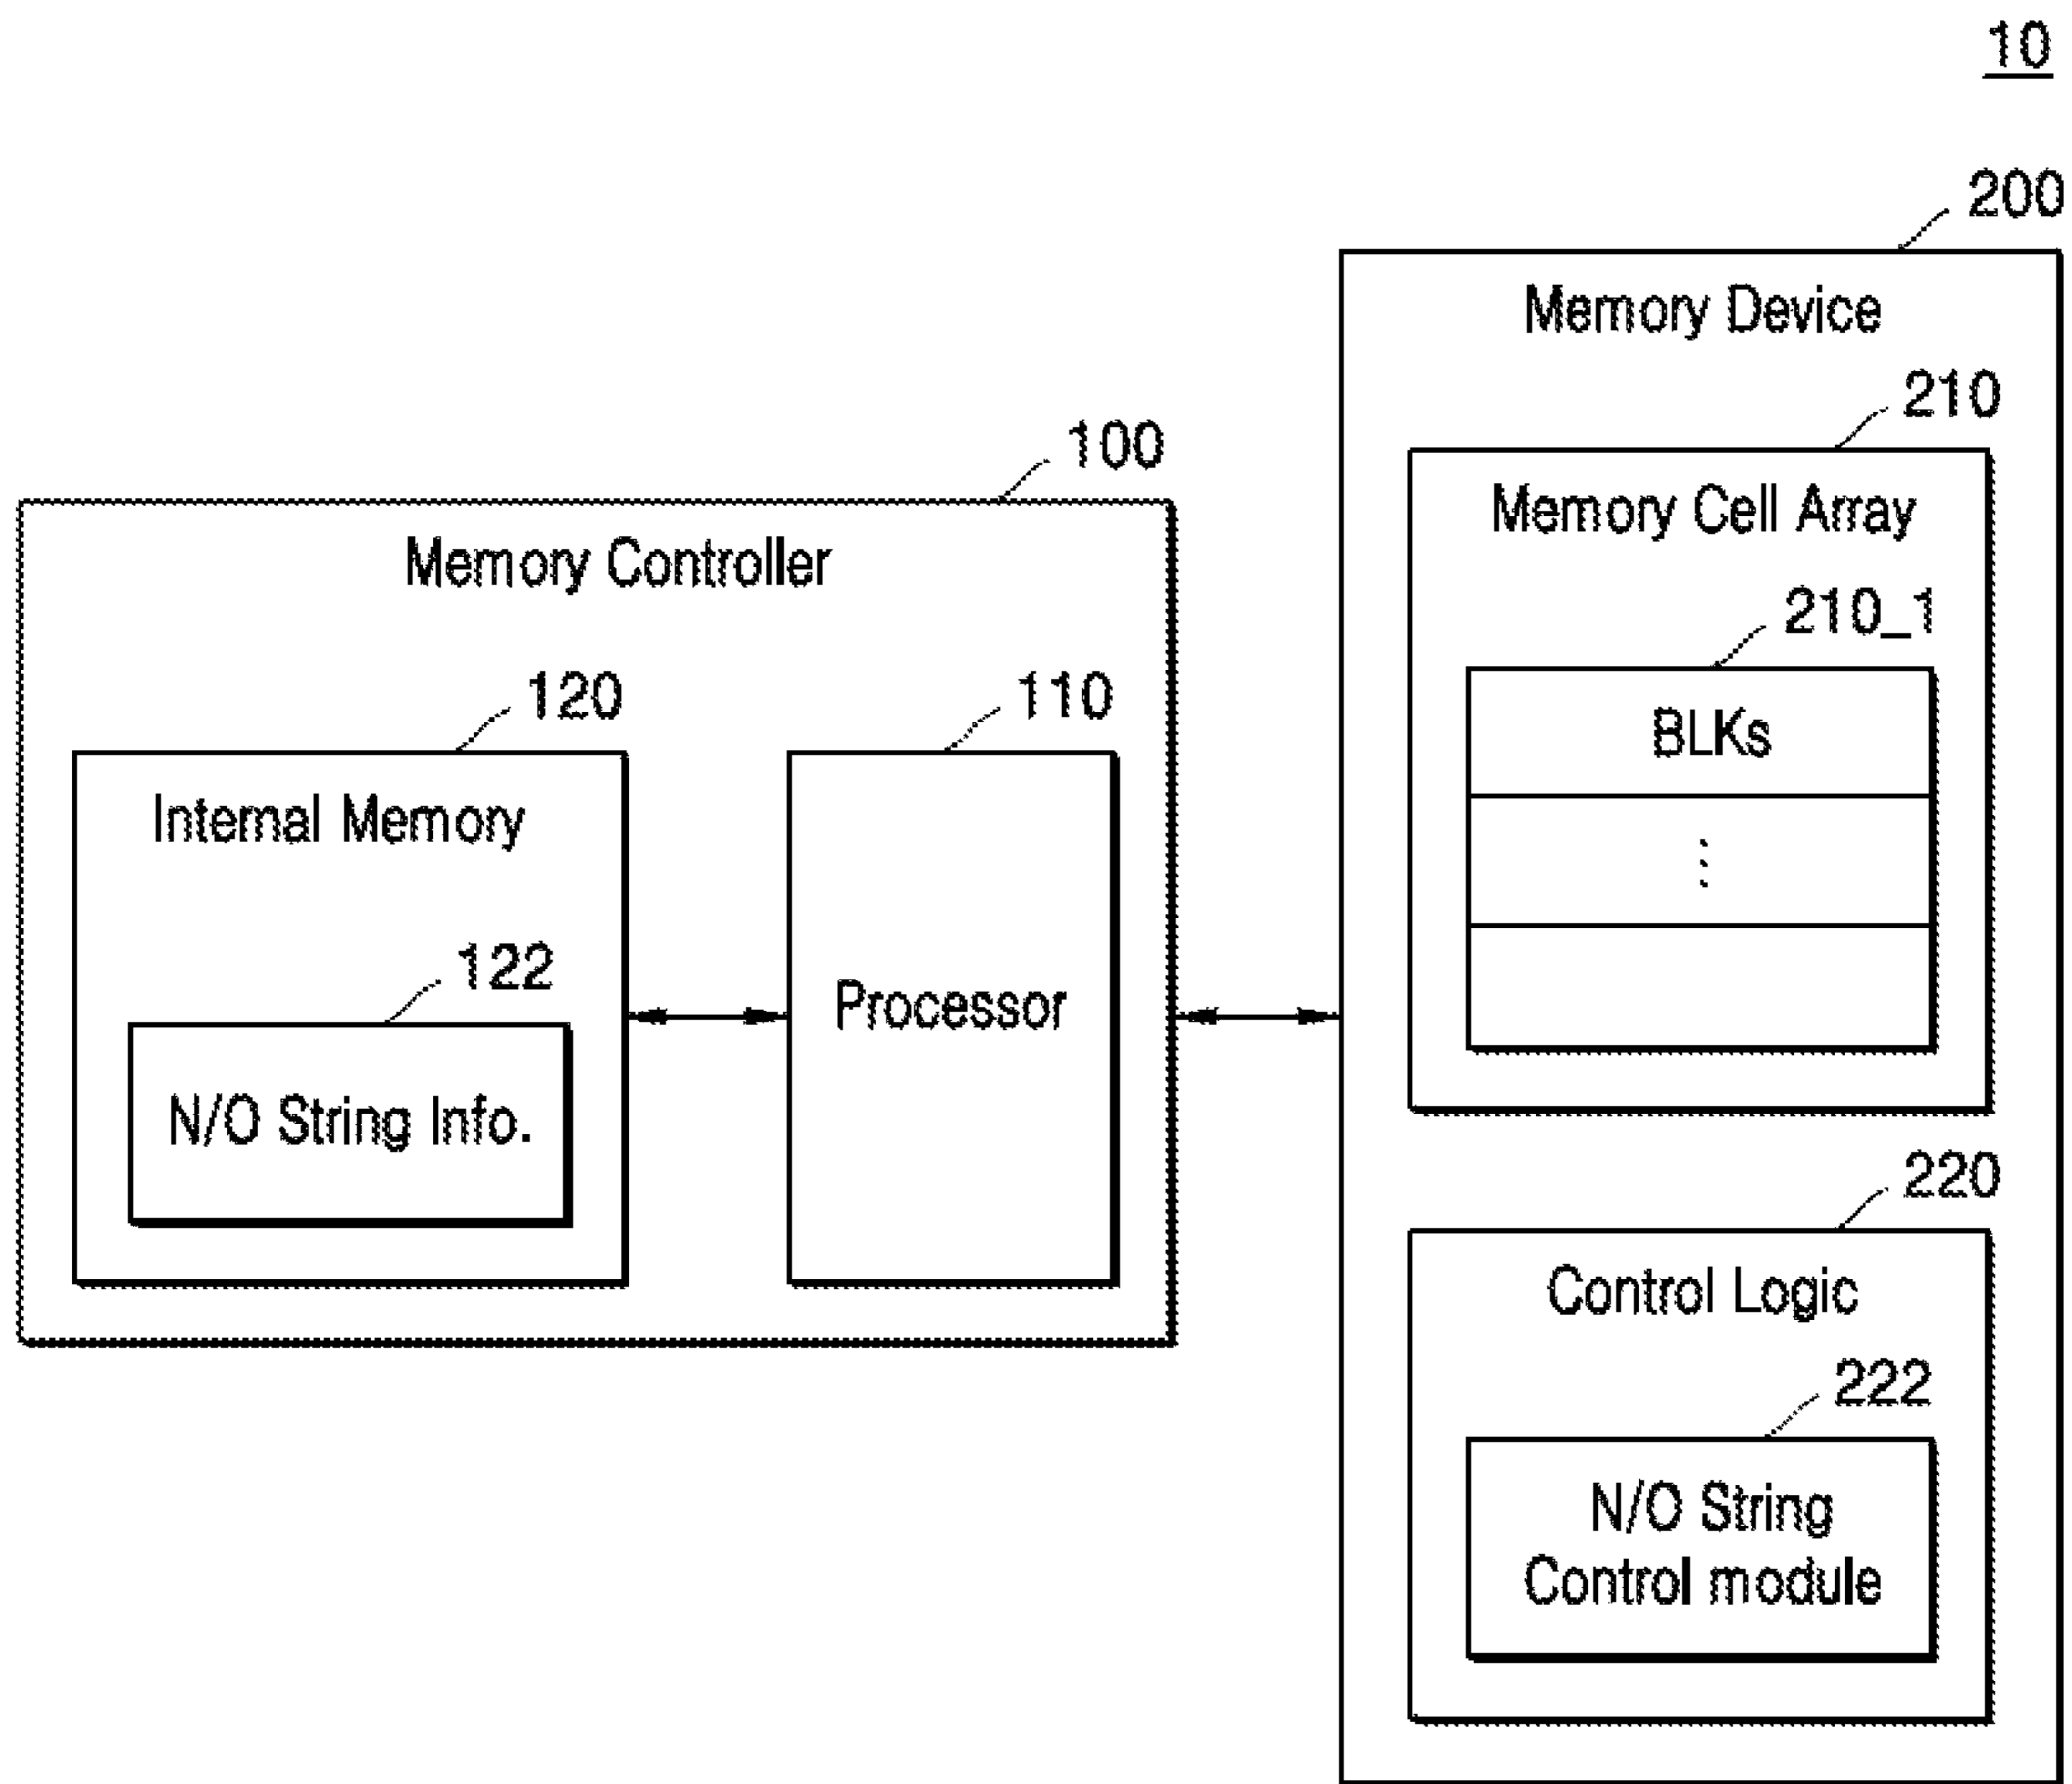 10
200
Memory Device
210
Memory Cell Array
210_1
BLKs
⋮
100
Memory Controller
120
Internal Memory
122
N/O String Info.
110
Processor
220
Control Logic
222
N/O String
Control module